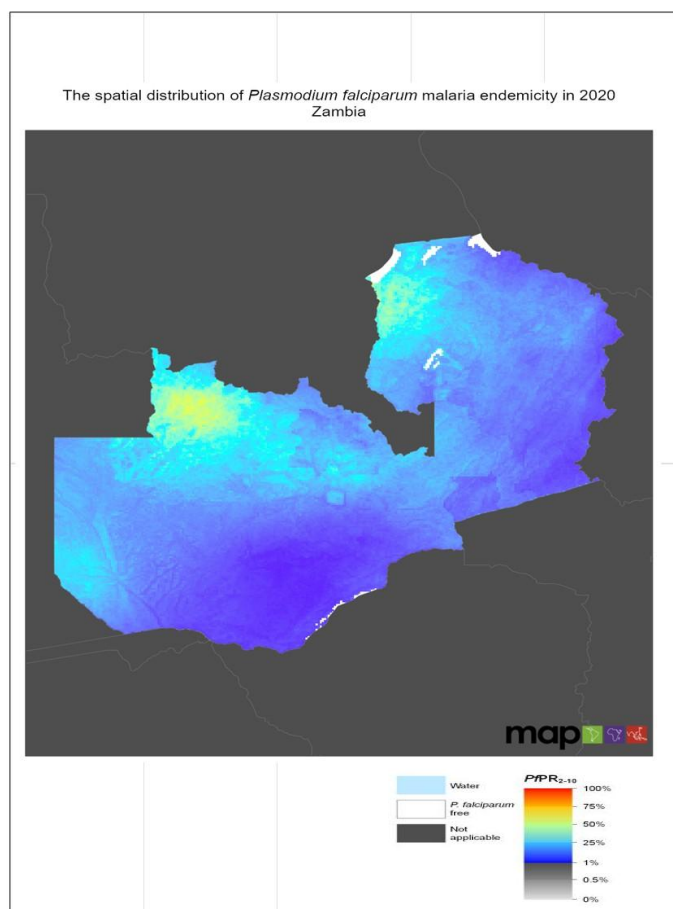 The spatial distribution of Plasmodium falciparum malaria endemicity in 2020
Zambia
map
Water
P. falciparum
free
Not
applicable
PfPR2-10
100%
75%
50%
25%
1%
0.5%
0%